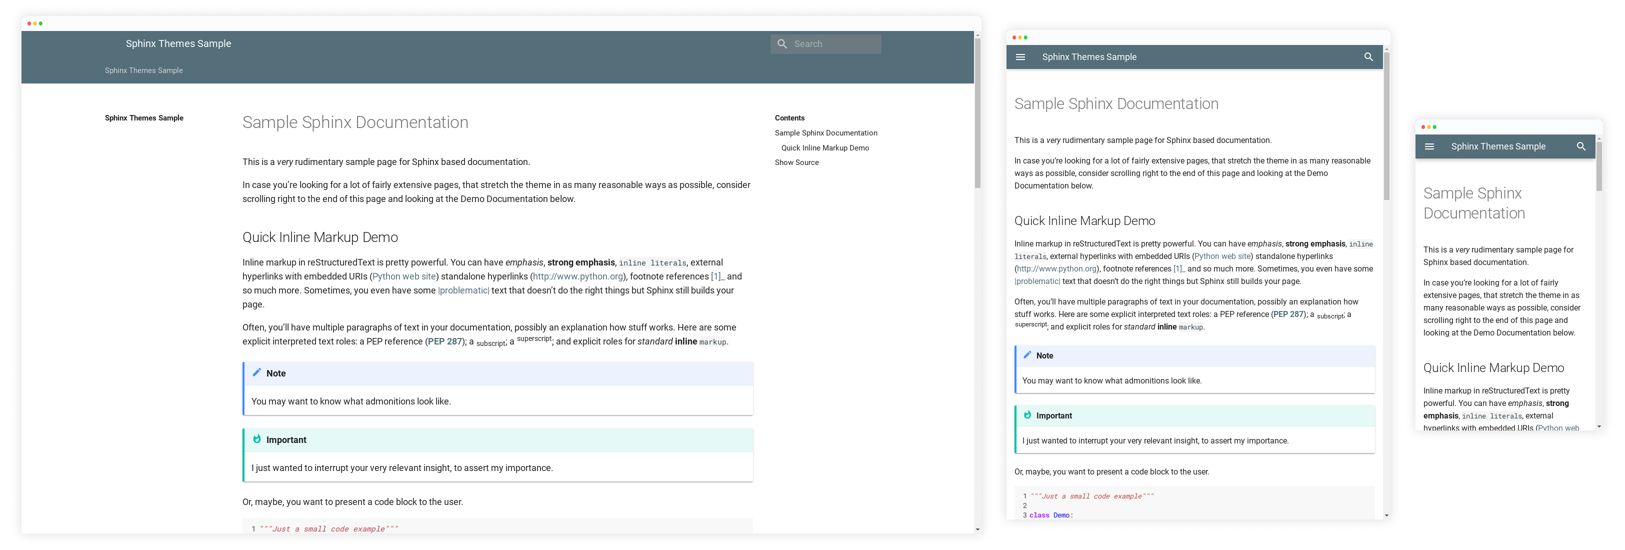 Sphinx Themes Sample
Search
Sphinx Themes Sample
Sphinx Themes Sample
Sample Sphinx Documentation
This is a very rudimentary sample page for Sphinx based documentation.
In case you're looking for a lot of fairly extensive pages, that stretch the theme in as many reasonable ways as possible, consider
scrolling right to the end of this page and looking at the Demo Documentation below.
Quick Inline Markup Demo
Inline markup in reStructuredText is pretty powerful. You can have emphasis, strong emphasis, inline literals, external
hyperlinks with embedded URIs (Python web site) standalone hyperlinks (http://www.python.org), footnote references [1]_ and
so much more. Sometimes, you even have some |problematic| text that doesn't do the right things but Sphinx still builds your
page.
Often, you'll have multiple paragraphs of text in your documentation, possibly an explanation how stuff works. Here are some
explicit interpreted text roles: a PEP reference (PEP 287); a subscript; a superscript; and explicit roles for standard inline markup.
Note
You may want to know what admonitions look like.
Important
I just wanted to interrupt your very relevant insight, to assert my importance.
Or, maybe, you want to present a code block to the user.
1 """Just a small code example"""
Contents
Sample Sphinx Documentation
Quick Inline Markup Demo
Show Source
Sphinx Themes Sample
Sample Sphinx Documentation
This is a very rudimentary sample page for Sphinx based documentation.
In case you're looking for a lot of fairly extensive pages, that stretch the theme in as many reasonable
ways as possible, consider scrolling right to the end of this page and looking at the Demo
Documentation below.
Quick Inline Markup Demo
Inline markup in reStructuredText is pretty powerful. You can have emphasis, strong emphasis, inline
literals, external hyperlinks with embedded URIs (Python web site) standalone hyperlinks
(http://www.python.org), footnote references [1]_ and so much more. Sometimes, you even have some
|problematic| text that doesn't do the right things but Sphinx still builds your page.
Often, you'll have multiple paragraphs of text in your documentation, possibly an explanation how
stuff works. Here are some explicit interpreted text roles: a PEP reference (PEP 287); a subscript; a
superscript; and explicit roles for standard inline markup.
Note
You may want to know what admonitions look like.
Important
I just wanted to interrupt your very relevant insight, to assert my importance.
Or, maybe, you want to present a code block to the user.
1 """Just a small code example"""
2
3 class Demo:
Sphinx Themes Sample
Sample Sphinx
Documentation
This is a very rudimentary sample page for
Sphinx based documentation.
In case you're looking for a lot of fairly
extensive pages, that stretch the theme in as
many reasonable ways as possible, consider
scrolling right to the end of this page and
looking at the Demo Documentation below.
Quick Inline Markup Demo
Inline markup in reStructuredText is pretty
powerful. You can have emphasis, strong
emphasis, inline literals, external
hyperlinks with embedded URIs (Python web